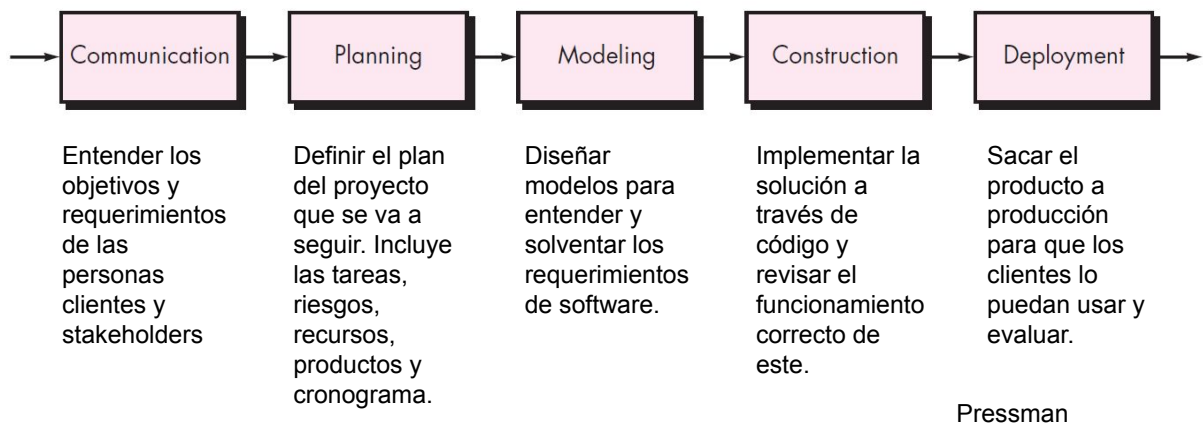 Communication
Planning
Modeling
Construction
Deployment
Entender los
objetivos y
requerimientos
de las
personas
clientes y
stakeholders
Definir el plan
del proyecto
que se va a
seguir. Incluye
las tareas,
riesgos,
recursos,
productos y
cronograma.
Diseñar
modelos para
entender y
solventar los
requerimientos
de software.
Implementar la
solución a
través de
código y
revisar el
funcionamiento
correcto de
este.
Sacar el
producto a
producción
para que los
clientes lo
puedan usar y
evaluar.
Pressman